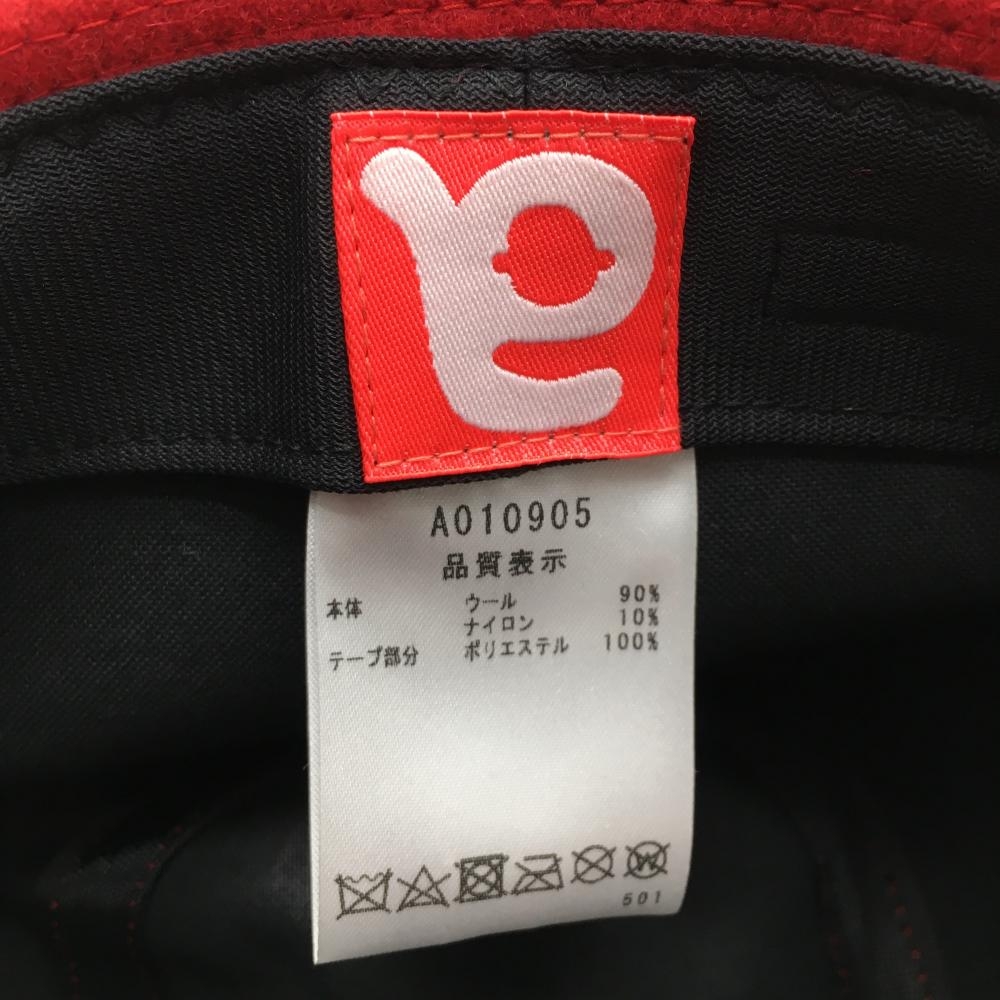 A010905
品質表示
本体 ウール 90%
ナイロン 10%
テープ部分 ポリエステル 100%
W
501